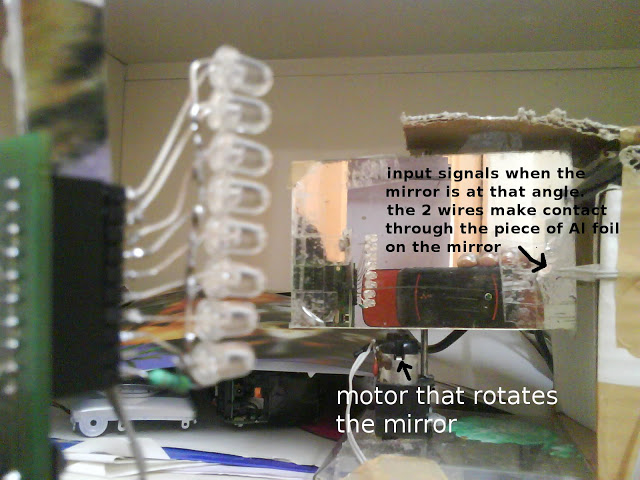 input signals when the
mirror is at that angle.
the 2 wires make contact
through the piece of Al foil
on the mirror
motor that rotates
the mirror